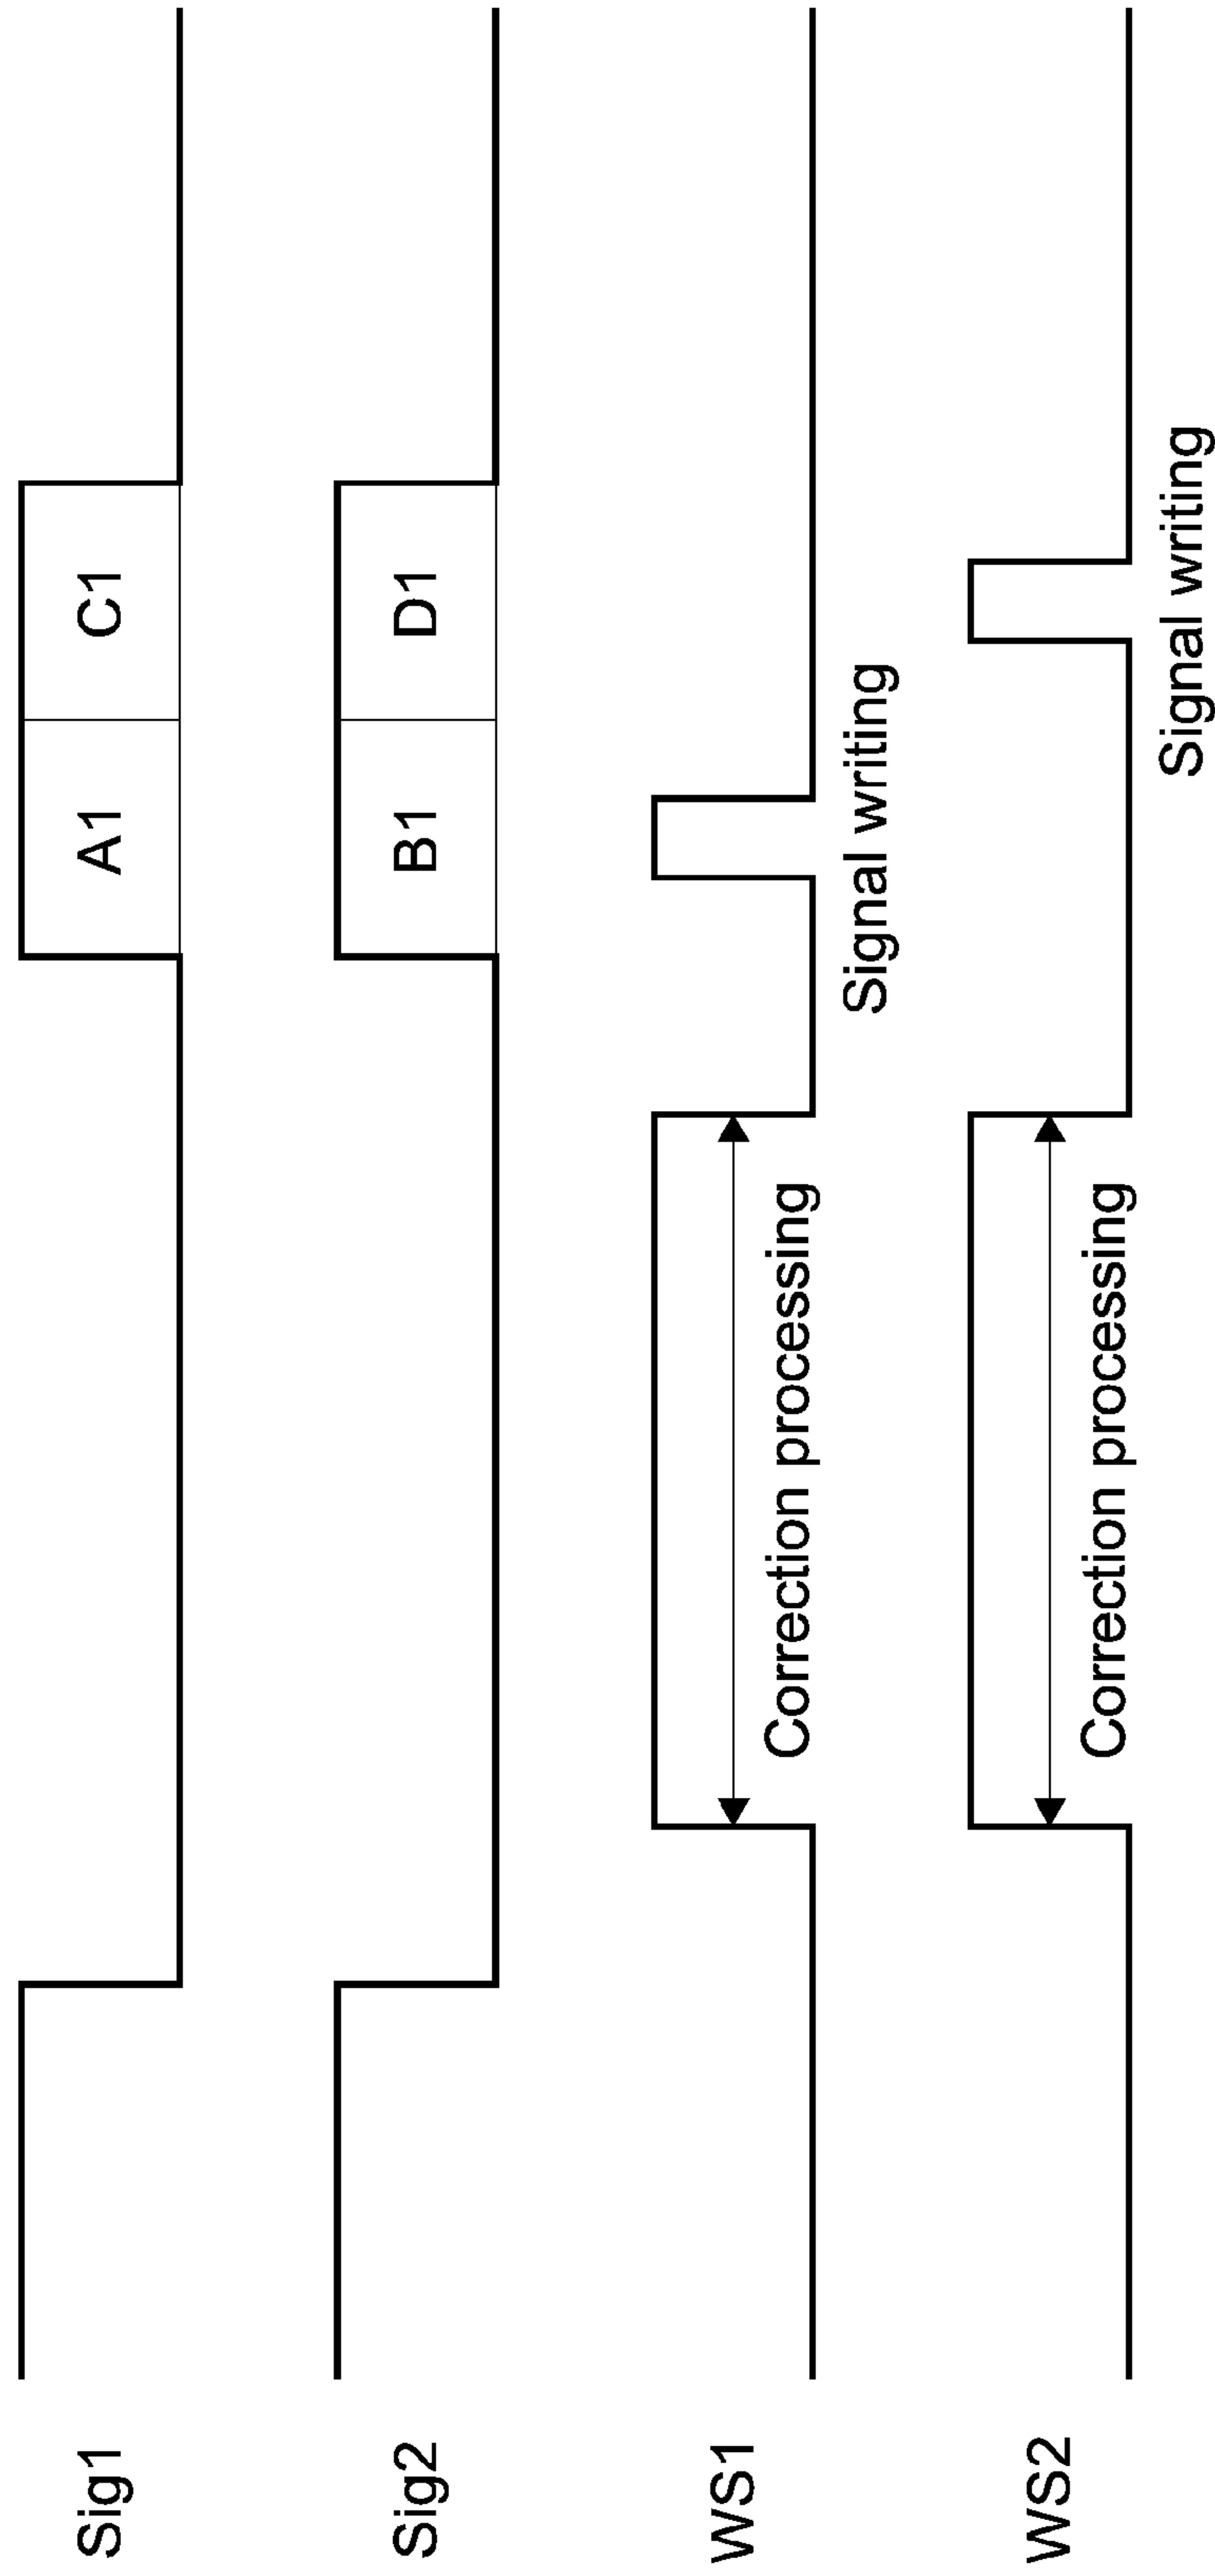 Sig1
A1
C1
Sig2
B1
D1
WS1
Correction processing
Signal writing
WS2
Correction processing
Signal writing